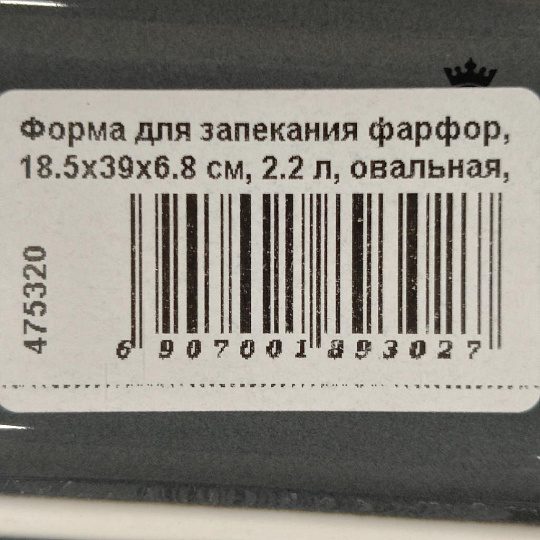 Форма для запекания фарфор,
18.5x39x6.8 см, 2.2 л, овальная,
475320
6 907001 893027